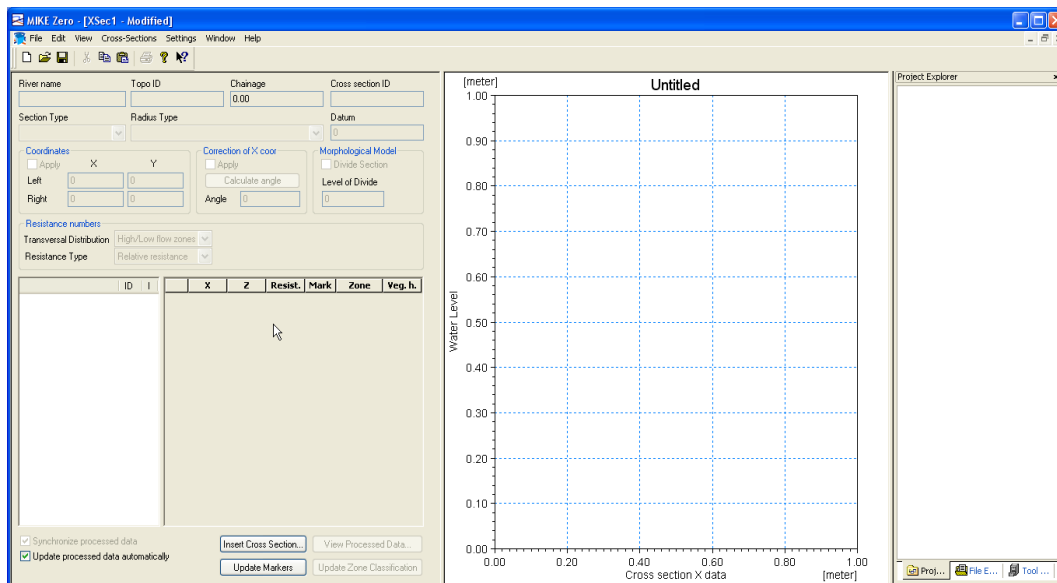 MIKE Zero - [XSec1 - Modified]
File Edit View Cross-Sections Settings Window Help
River name Topo ID Chainage Cross section ID
0.00
Section Type Radius Type Datum
0
Coordinates Correction of X coor Morphological Model
Apply X Y Apply Divide Section
Left 0 0 Calculate angle Level of Divide
Right 0 0 Angle 0 0
Resistance numbers
Transversal Distribution High/Low flow zones
Resistance Type Relative resistance
ID I X Z Resist. Mark Zone Veg. h.
Synchronize processed data
Update processed data automatically
Insert Cross Section... View Processed Data...
Update Markers Update Zone Classification
[meter] Untitled
1.00
0.90
0.80
0.70
0.60
0.50
0.40
0.30
0.20
0.10
0.00
Water Level
0.00 0.20 0.40 0.60 0.80 1.00
Cross section X data [meter]
Project Explorer
Proj... File E... Tool ...